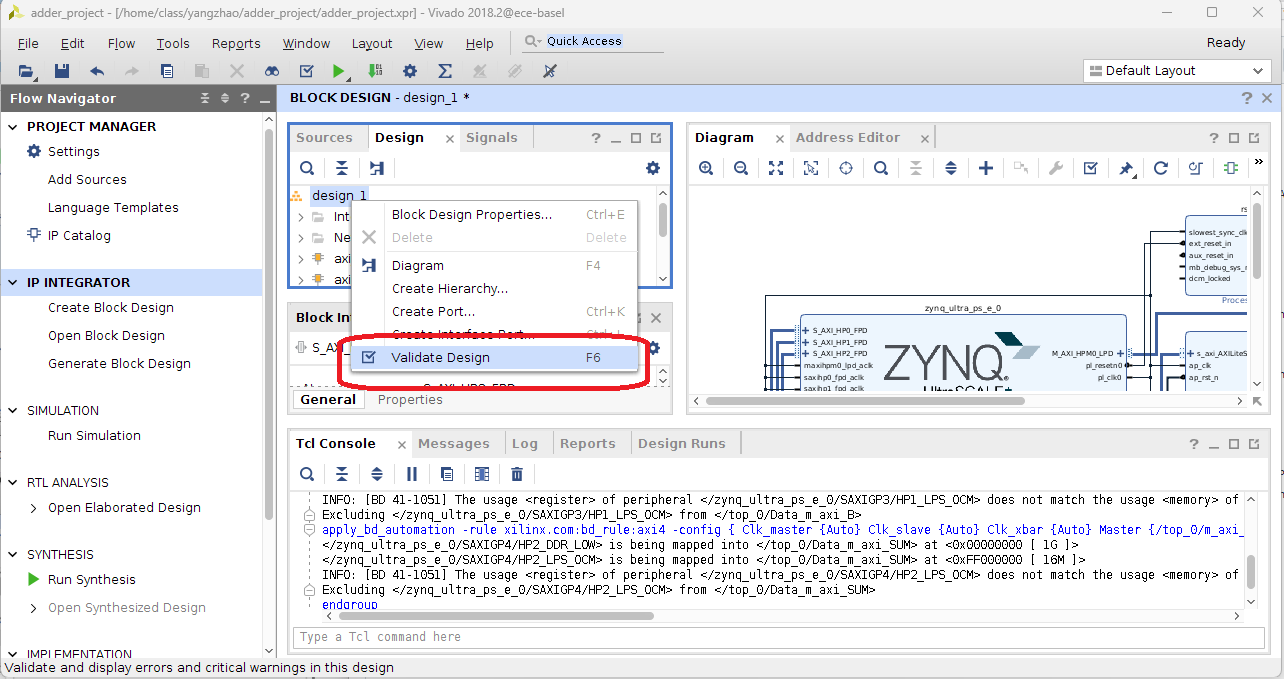 adder_project - [/home/class/yangzhao/adder_project/adder_project.xpr] - Vivado 2018.2@ece-basel
File Edit Flow Tools Reports Window Layout View Help Quick Access Ready
Default Layout
Flow Navigator
PROJECT MANAGER
Settings
Add Sources
Language Templates
IP Catalog
IP INTEGRATOR
Create Block Design
Open Block Design
Generate Block Design
SIMULATION
Run Simulation
RTL ANALYSIS
Open Elaborated Design
SYNTHESIS
Run Synthesis
Open Synthesized Design
IMPLEMENTATION
BLOCK DESIGN - design_1 *
Sources Design Signals
design_1
Int
Ne
axi
axi
Block Design Properties... Ctrl+E
Delete Delete
Diagram F4
Create Hierarchy...
Create Port... Ctrl+K
Create Interface Port... Ctrl+L
Validate Design F6
Block Int
S_AXI_
S_AXI_HP0_FPD
General Properties
Diagram Address Editor
rs
slowest_sync_clk
ext_reset_in
aux_reset_in
mb_debug_sys_r
dcm_locked
Proces
zynq_ultra_ps_e_0
S_AXI_HP0_FPD
S_AXI_HP1_FPD
S_AXI_HP2_FPD
maxihpm0_lpd_aclk
saxihp0_fpd_aclk
saxihp1_fpd_aclk
ZYNQ
UltraSCALE+
M_AXI_HPM0_LPD
pl_resetn0
pl_clk0
s_axi_AXILiteS
ap_clk
ap_rst_n
Tcl Console Messages Log Reports Design Runs
INFO: [BD 41-1051] The usage <register> of peripheral </zynq_ultra_ps_e_0/SAXIGP3/HP1_LPS_OCM> does not match the usage <memory> of
Excluding </zynq_ultra_ps_e_0/SAXIGP3/HP1_LPS_OCM> from </top_0/Data_m_axi_B>
apply_bd_automation -rule xilinx.com:bd_rule:axi4 -config { Clk_master {Auto} Clk_slave {Auto} Clk_xbar {Auto} Master {/top_0/m_axi_
</zynq_ultra_ps_e_0/SAXIGP4/HP2_DDR_LOW> is being mapped into </top_0/Data_m_axi_SUM> at <0x00000000 [ 1G ]>
</zynq_ultra_ps_e_0/SAXIGP4/HP2_LPS_OCM> is being mapped into </top_0/Data_m_axi_SUM> at <0xFF000000 [ 16M ]>
INFO: [BD 41-1051] The usage <register> of peripheral </zynq_ultra_ps_e_0/SAXIGP4/HP2_LPS_OCM> does not match the usage <memory> of
Excluding </zynq_ultra_ps_e_0/SAXIGP4/HP2_LPS_OCM> from </top_0/Data_m_axi_SUM>
endgroup
Type a Tcl command here
Validate and display errors and critical warnings in this design